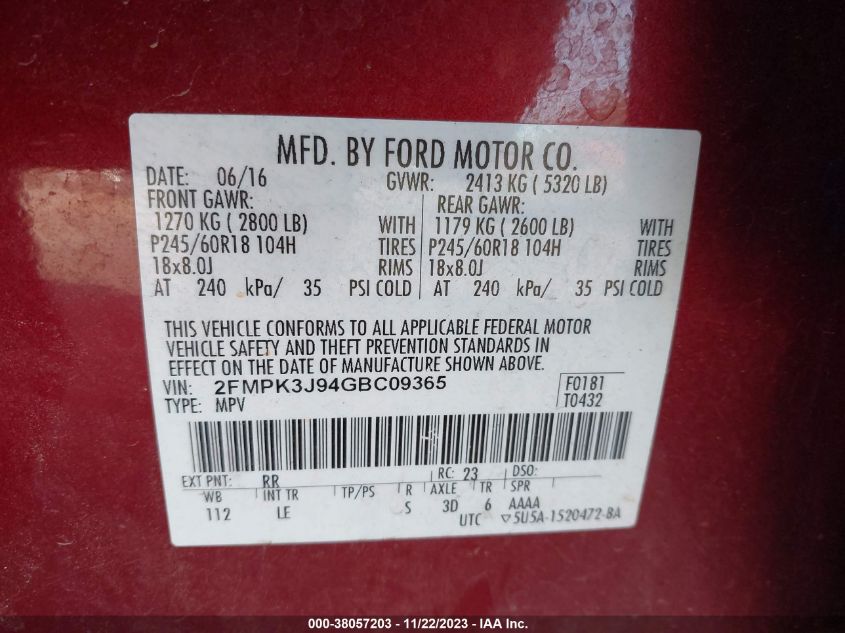 MFD. BY FORD MOTOR CO.
DATE: 06/16 GVWR: 2413 KG ( 5320 LB)
FRONT GAWR: REAR GAWR:
1270 KG ( 2800 LB) WITH 1179 KG ( 2600 LB) WITH
P245/60R18 104H TIRES P245/60R18 104H TIRES
18x8.0J RIMS 18x8.0J RIMS
AT 240 kPa/ 35 PSI COLD AT 240 kPa/ 35 PSI COLD
THIS VEHICLE CONFORMS TO ALL APPLICABLE FEDERAL MOTOR
VEHICLE SAFETY AND THEFT PREVENTION STANDARDS IN
EFFECT ON THE DATE OF MANUFACTURE SHOWN ABOVE.
VIN: 2FMPK3J94GBC09365 F0181
TYPE: MPV T0432
EXT PNT: RR RC: 23 DSO:
WB INT TR TP/PS R AXLE TR SPR
112 LE S 3D 6 AAAA
UTC ▽5U5A-1520472-BA
000-38057203 - 11/22/2023 - IAA Inc.